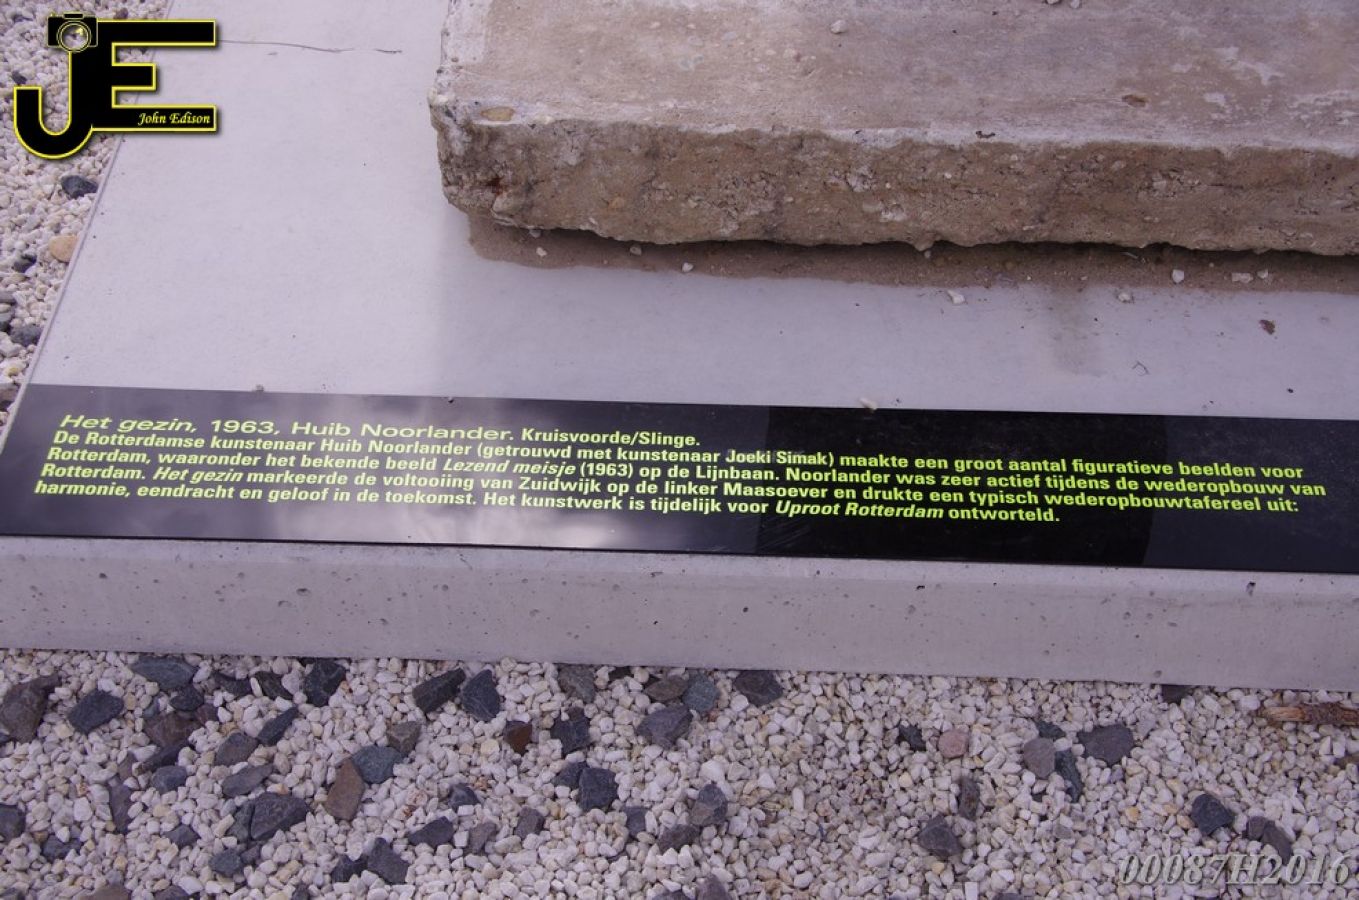 JE
John Edison
Het gezin, 1963, Huib Noorlander. Kruisvoorde/Slinge.
De Rotterdamse kunstenaar Huib Noorlander (getrouwd met kunstenaar Joeki Simak) maakte een groot aantal figuratieve beelden voor
Rotterdam, waaronder het bekende beeld Lezend meisje (1963) op de Lijnbaan. Noorlander was zeer actief tijdens de wederopbouw van
Rotterdam. Het gezin markeerde de voltooiing van Zuidwijk op de linker Maasoever en drukte een typisch wederopbouwtafereel uit:
harmonie, eendracht en geloof in de toekomst. Het kunstwerk is tijdelijk voor Uproot Rotterdam ontworteld.
00087H2016